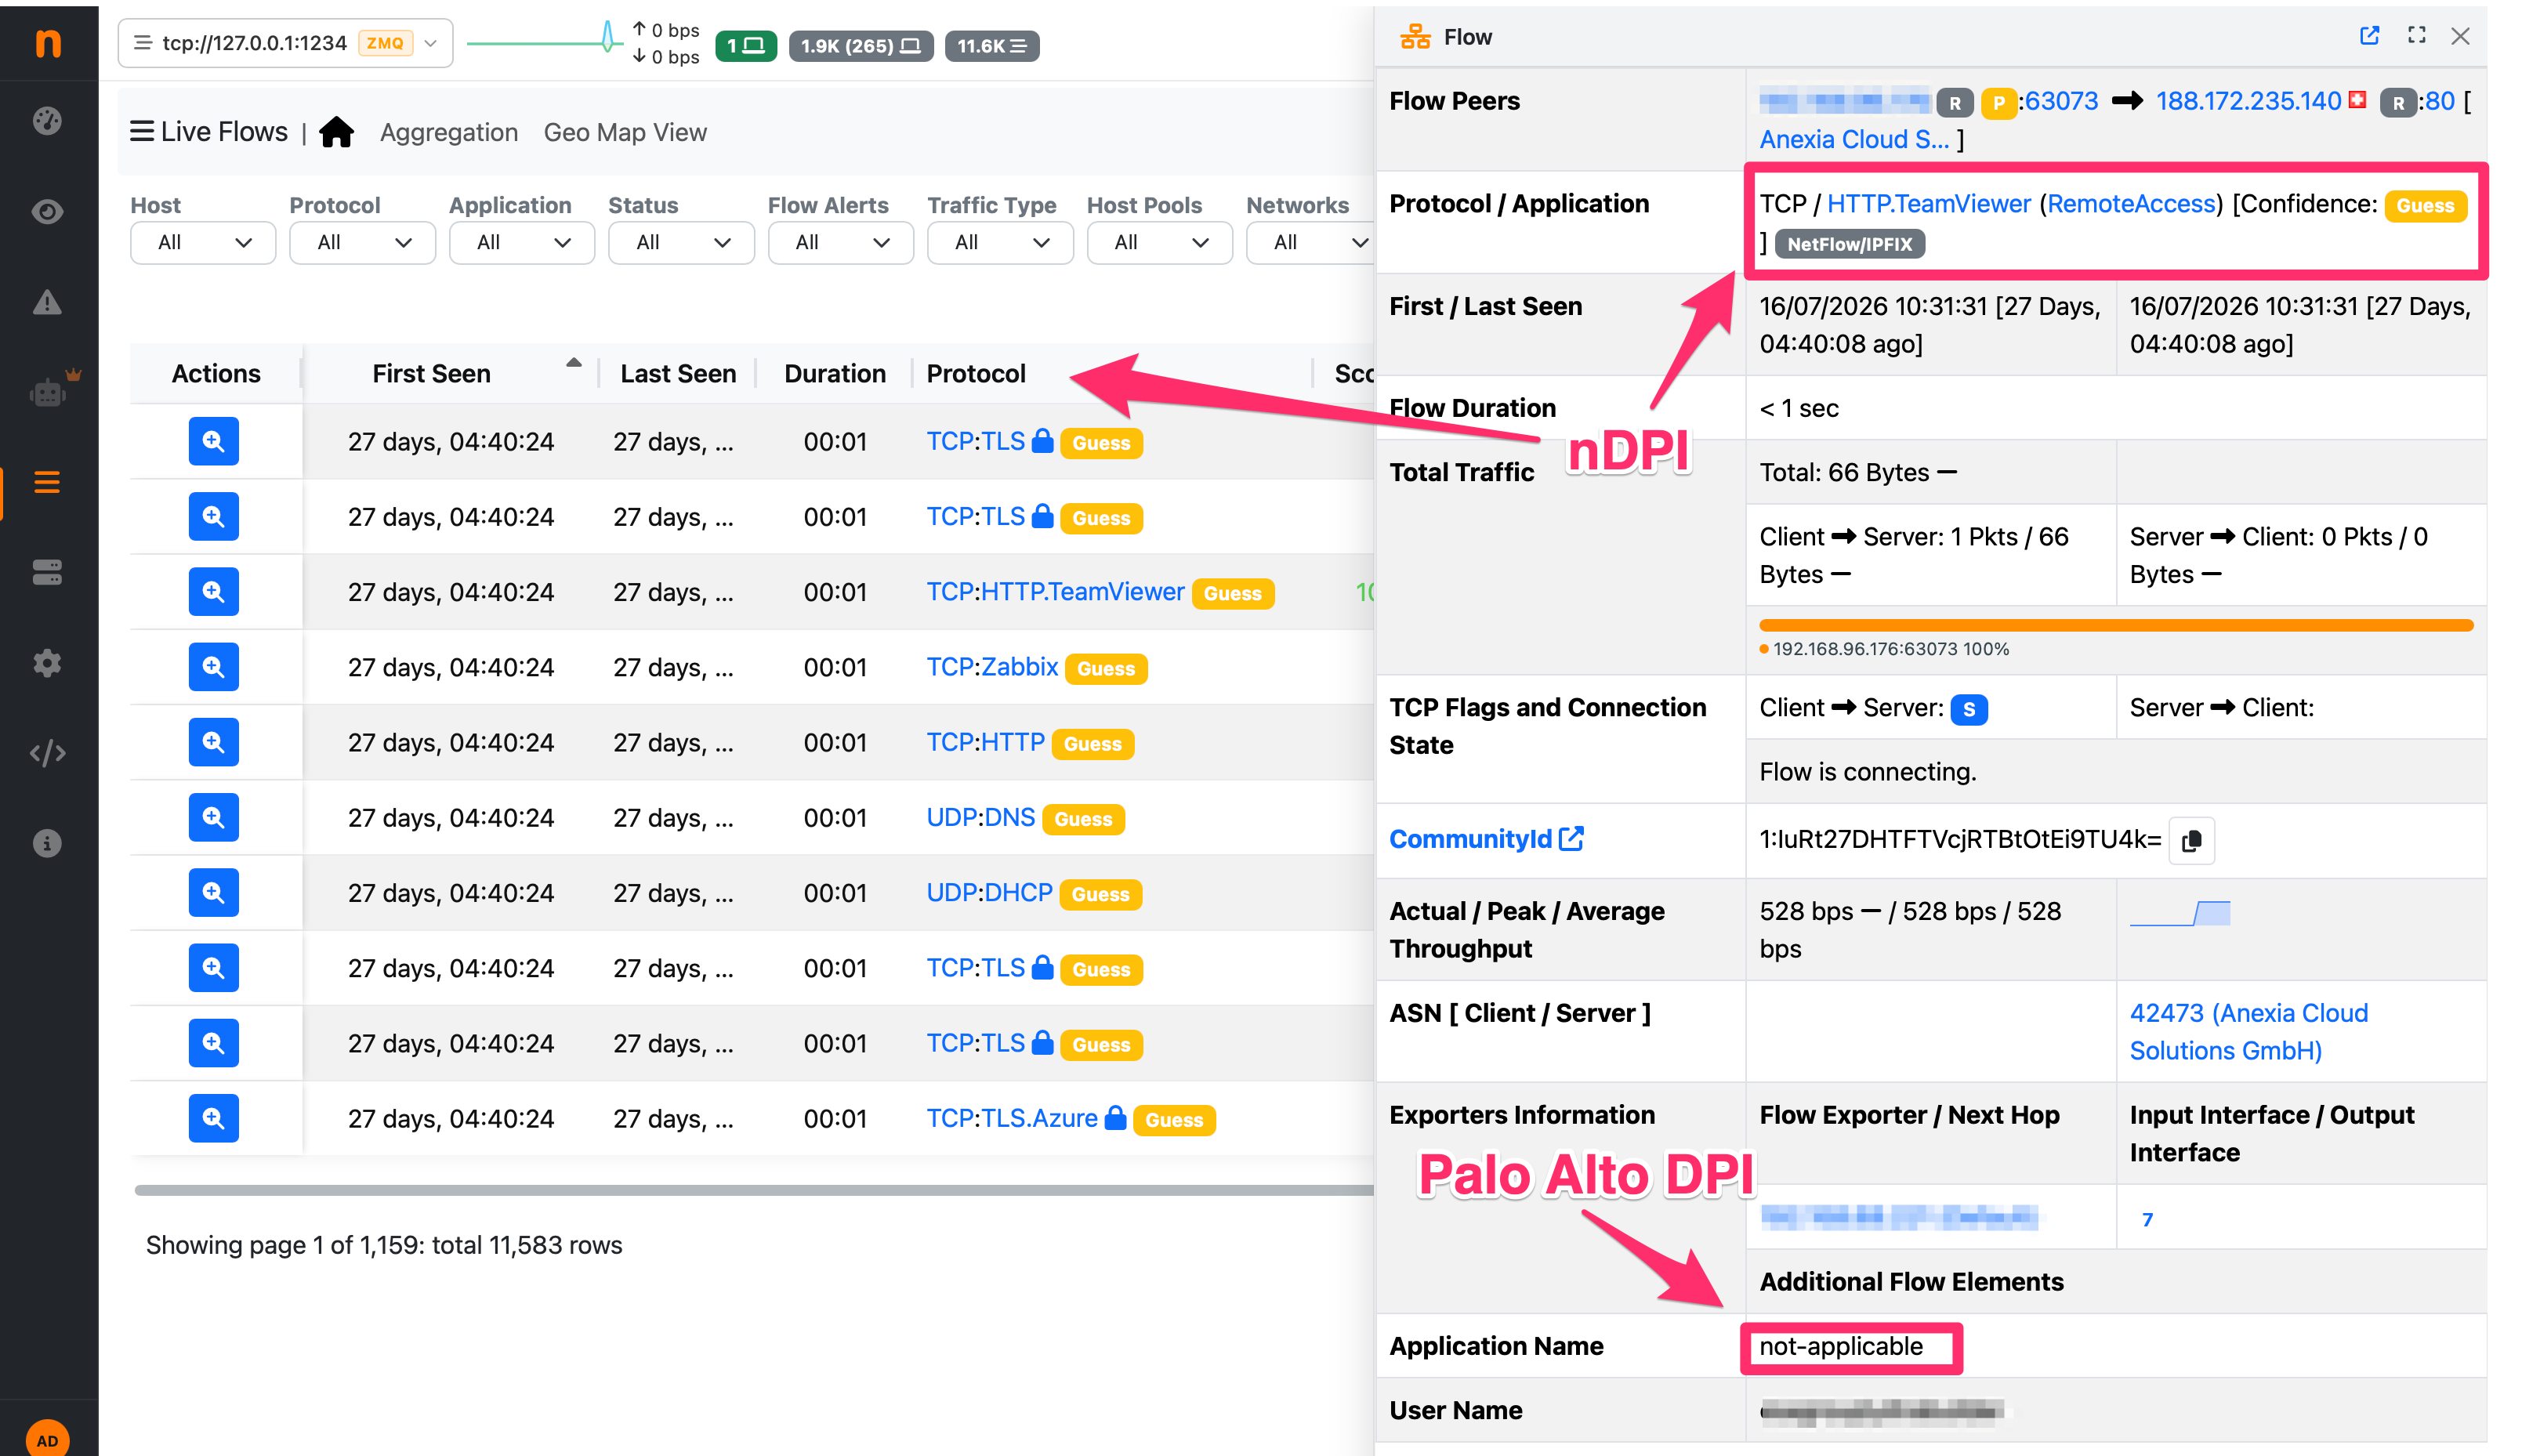 n
tcp://127.0.0.1:1234 ZMQ
0 bps
0 bps
1
1.9K (265)
11.6K
Live Flows | Aggregation Geo Map View
Host Protocol Application Status Flow Alerts Traffic Type Host Pools Networks
All All All All All All All All
Actions First Seen Last Seen Duration Protocol Sco
27 days, 04:40:24 27 days, ... 00:01 TCP:TLS Guess
27 days, 04:40:24 27 days, ... 00:01 TCP:TLS Guess
27 days, 04:40:24 27 days, ... 00:01 TCP:HTTP.TeamViewer Guess 10
27 days, 04:40:24 27 days, ... 00:01 TCP:Zabbix Guess
27 days, 04:40:24 27 days, ... 00:01 TCP:HTTP Guess
27 days, 04:40:24 27 days, ... 00:01 UDP:DNS Guess
27 days, 04:40:24 27 days, ... 00:01 UDP:DHCP Guess
27 days, 04:40:24 27 days, ... 00:01 TCP:TLS Guess
27 days, 04:40:24 27 days, ... 00:01 TCP:TLS Guess
27 days, 04:40:24 27 days, ... 00:01 TCP:TLS.Azure Guess
Showing page 1 of 1,159: total 11,583 rows
AD
Flow
Flow Peers
R P :63073 188.172.235.140 R :80 [
Anexia Cloud S... ]
Protocol / Application
TCP / HTTP.TeamViewer (RemoteAccess) [Confidence: Guess
] NetFlow/IPFIX
First / Last Seen
16/07/2026 10:31:31 [27 Days,
04:40:08 ago]
16/07/2026 10:31:31 [27 Days,
04:40:08 ago]
Flow Duration
< 1 sec
nDPI
Total Traffic
Total: 66 Bytes —
Client Server: 1 Pkts / 66
Bytes —
Server Client: 0 Pkts / 0
Bytes —
192.168.96.176:63073 100%
TCP Flags and Connection
State
Client Server: S
Server Client:
Flow is connecting.
CommunityId
1:IuRt27DHTFTVcjRTBtOtEi9TU4k=
Actual / Peak / Average
Throughput
528 bps — / 528 bps / 528
bps
ASN [ Client / Server ]
42473 (Anexia Cloud
Solutions GmbH)
Exporters Information
Flow Exporter / Next Hop
Input Interface / Output
Interface
Palo Alto DPI
7
Additional Flow Elements
Application Name
not-applicable
User Name